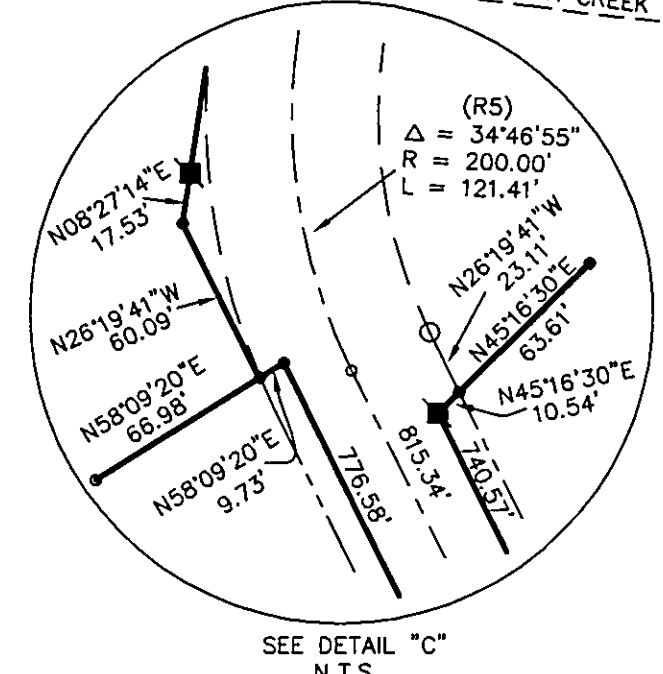 CREEK
(R5)
Δ = 34°46'55"
R = 200.00'
L = 121.41'
N08°27'14"E
17.53'
N26°19'41"W
60.09'
N58°09'20"E
66.98'
N58°09'20"E
9.73'
776.58'
815.34'
740.57'
N26°19'41"W
23.11'
N45°16'30"E
63.61'
N45°16'30"E
10.54'
SEE DETAIL "C"
N.T.S.